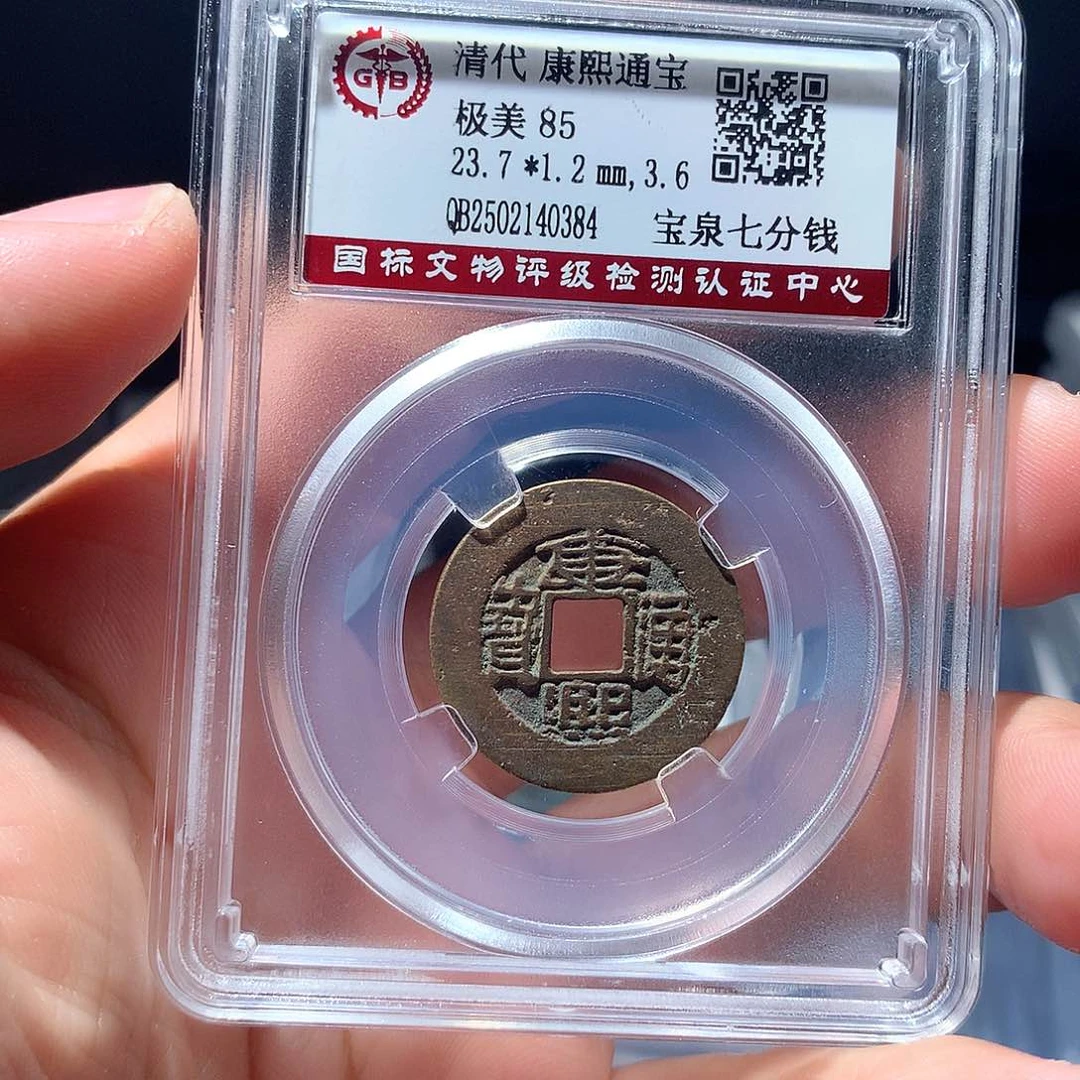 GB
清代 康熙通宝
极美 85
23.7 *1.2 mm, 3.6
QB2502140384 宝泉七分钱
国标文物评级检测认证中心
康熙通寶